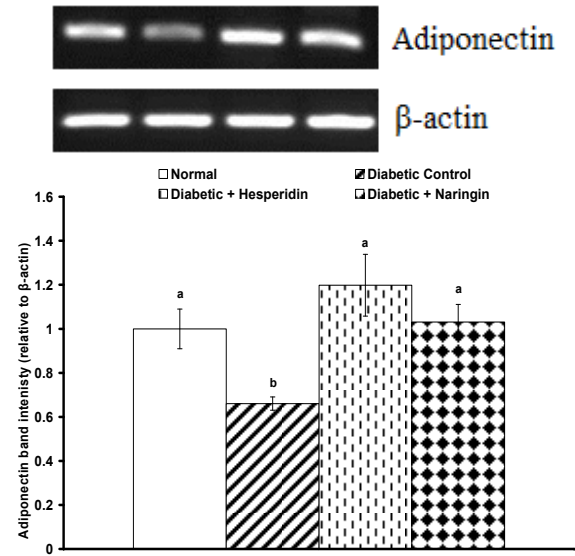 Adiponectin
β-actin
Normal
Diabetic Control
Diabetic + Hesperidin
Diabetic + Naringin
Adiponectin band intenisty (relative to β-actin)
1.6
1.4
1.2
1
0.8
0.6
0.4
0.2
0
a
b
a
a